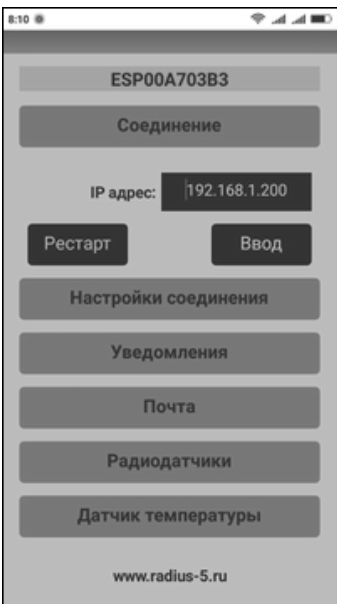 8:10
ESP00A703B3
Соединение
IP адрес: 192.168.1.200
Рестарт Ввод
Настройки соединения
Уведомления
Почта
Радиодатчики
Датчик температуры
www.radius-5.ru